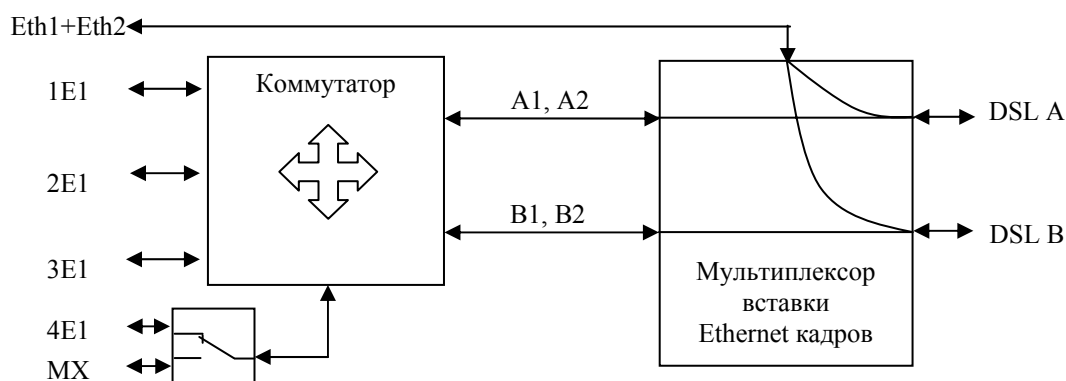 Eth1+Eth2
1E1
Коммутатор
A1, A2
DSL A
2E1
B1, B2
DSL B
3E1
Мультиплексор
вставки
Ethernet кадров
4E1
MX